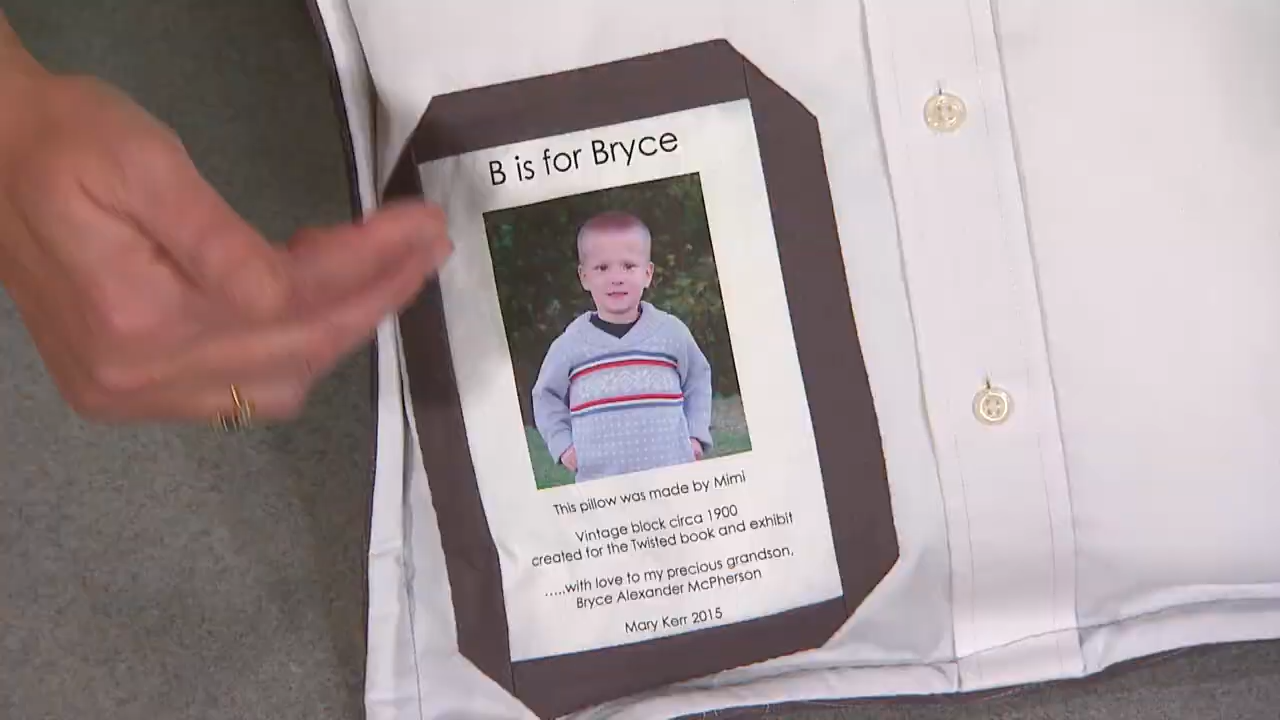 B is for Bryce
This pillow was made by Mimi
Vintage block circa 1900
created for the Twisted book and exhibit
.....with love to my precious grandson,
Bryce Alexander McPherson
Mary Kerr 2015